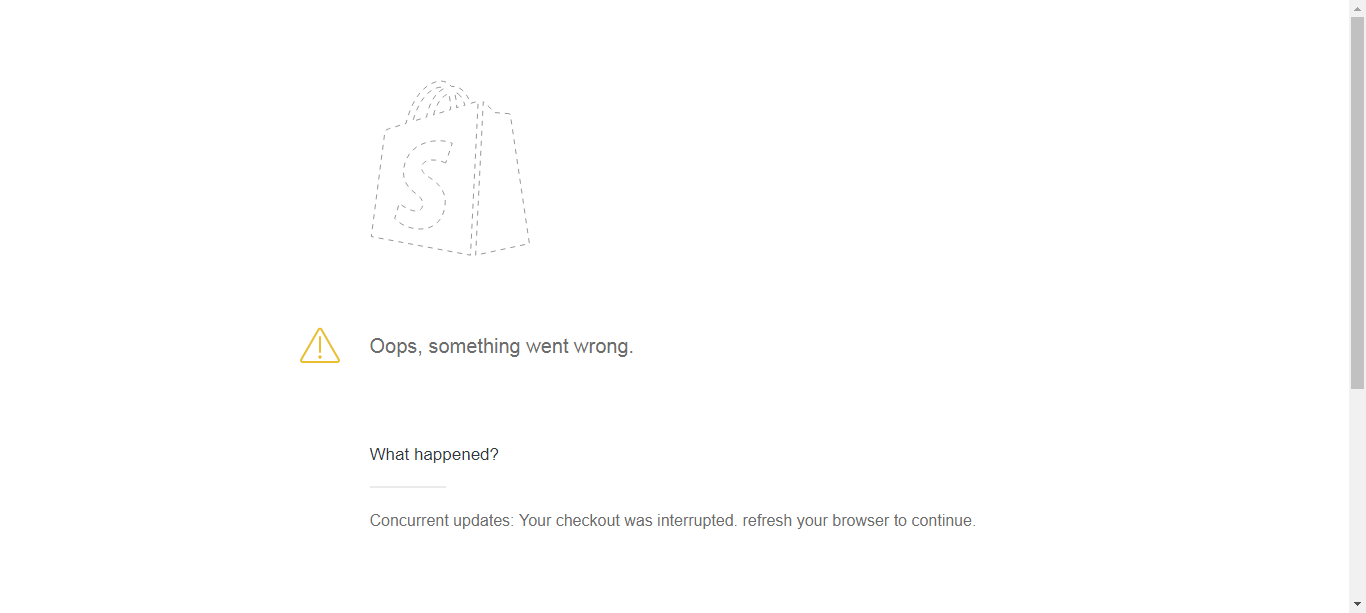 S
Oops, something went wrong.
What happened?
Concurrent updates: Your checkout was interrupted. refresh your browser to continue.